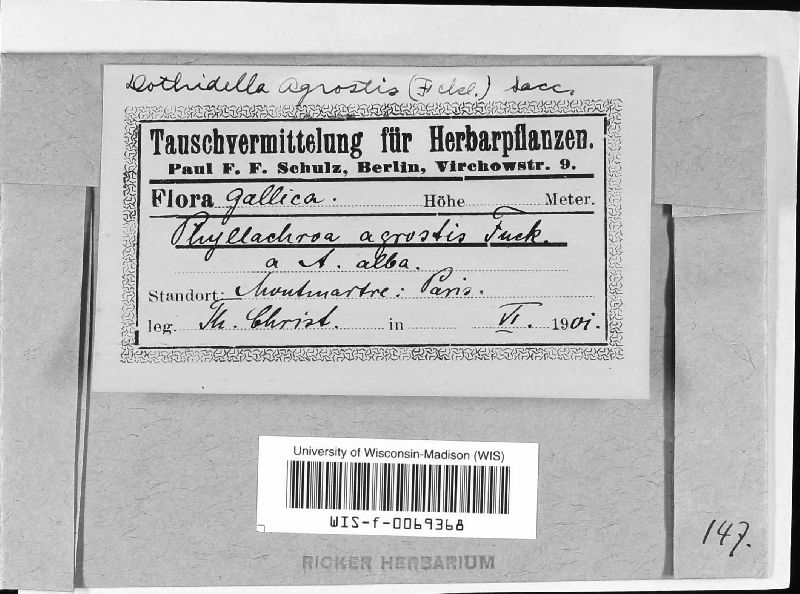 Dothidella Agrostis (Fckl.) Sacc.
Tauschvermittelung für Herbarpflanzen.
Paul F. F. Schulz, Berlin, Virchowstr. 9.
Flora gallica. Höhe Meter.
Phyllachroa agrostis Fuck.
a A. alba.
Standort: Montmartre: Paris.
leg. Th. Christ. in VI. 1901.
University of Wisconsin-Madison (WIS)
WIS-f-0069368
RICKER HERBARIUM
147.